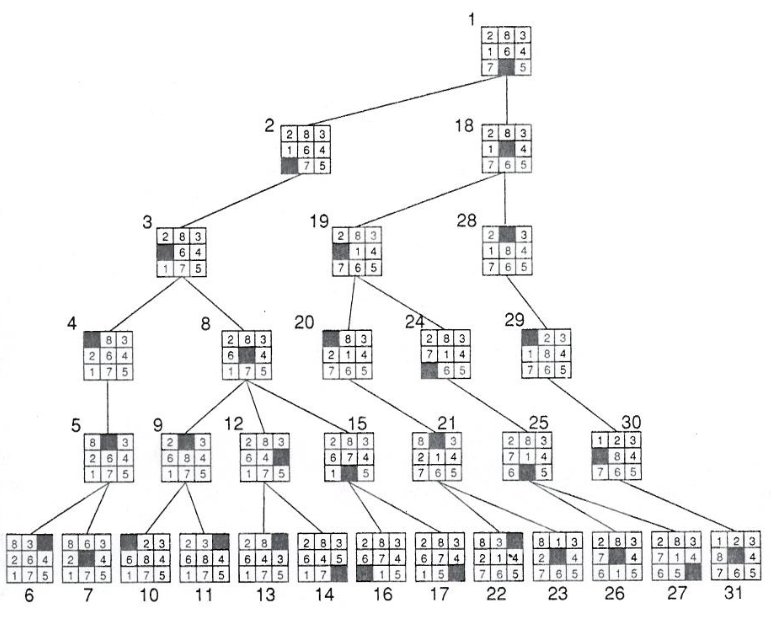 1
2 8 3
1 6 4
7 5
2
2 8 3
1 6 4
7 5
18
2 8 3
1 4
7 6 5
3
2 8 3
6 4
1 7 5
19
2 8 3
1 4
7 6 5
28
2 3
1 8 4
7 6 5
4
8 3
2 6 4
1 7 5
8
2 8 3
6 4
1 7 5
20
8 3
2 1 4
7 6 5
24
2 8 3
7 1 4
6 5
29
2 3
1 8 4
7 6 5
5
8 3
2 6 4
1 7 5
9
2 3
6 8 4
1 7 5
12
2 8 3
6 4
1 7 5
15
2 8 3
6 7 4
1 5
21
8 3
2 1 4
7 6 5
25
2 8 3
7 1 4
6 5
30
1 2 3
8 4
7 6 5
8 3
2 6 4
1 7 5
6
8 6 3
2 4
1 7 5
7
2 3
6 8 4
1 7 5
10
2 3
6 8 4
1 7 5
11
2 8
6 4 3
1 7 5
13
2 8 3
6 4 5
1 7
14
2 8 3
6 7 4
1 5
16
2 8 3
6 7 4
1 5
17
8 3
2 1 4
7 6 5
22
8 1 3
2 4
7 6 5
23
2 8 3
7 4
6 1 5
26
2 8 3
7 1 4
6 5
27
1 2 3
8 4
7 6 5
31